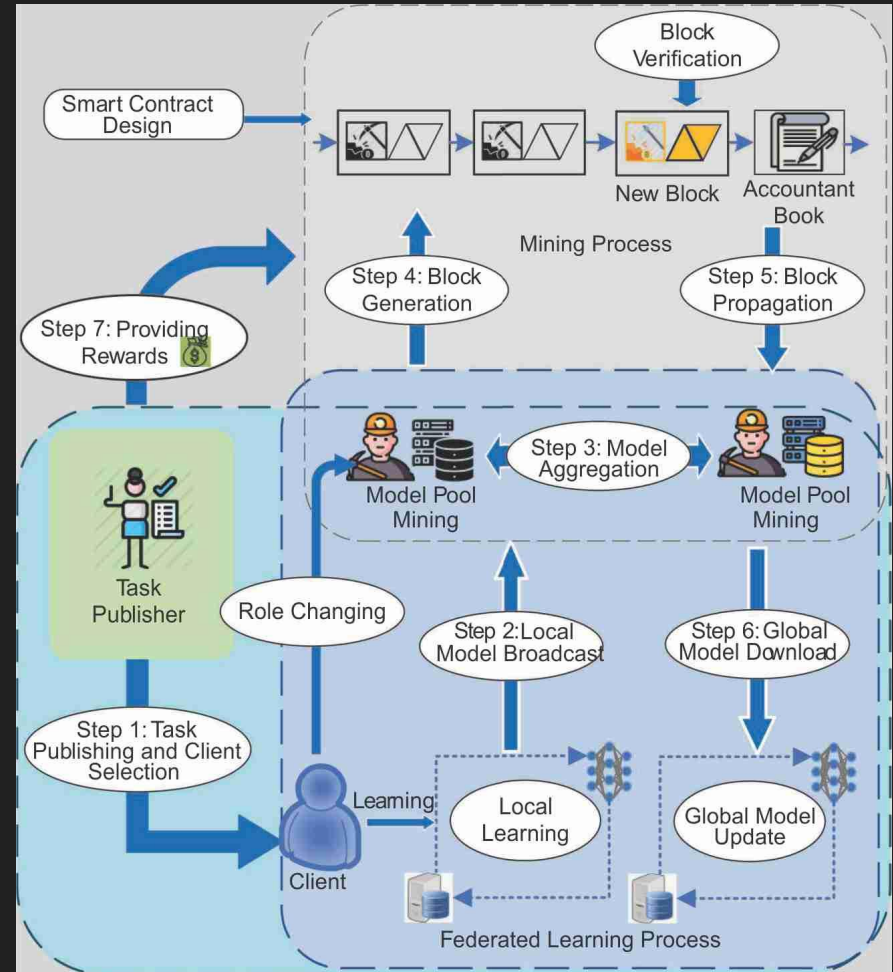 Block
Verification
Smart Contract
Design
New Block
Accountant
Book
Mining Process
Step 4: Block
Generation
Step 5: Block
Propagation
Step 7: Providing
Rewards
Step 3: Model
Aggregation
Model Pool
Mining
Model Pool
Mining
Task
Publisher
Role Changing
Step 2:Local
Model Broadcast
Step 6: Global
Model Download
Step 1: Task
Publishing and Client
Selection
Learning
Local
Learning
Global Model
Update
Client
Federated Learning Process